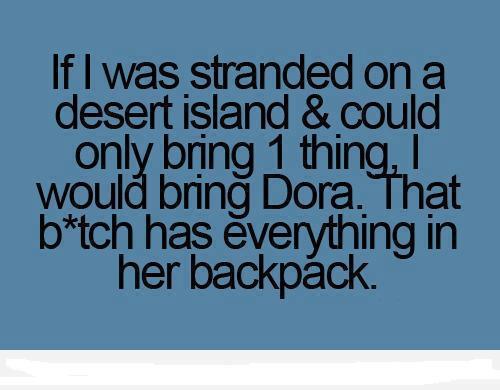 If I was stranded on a
desert island & could
only bring 1 thing, I
would bring Dora. That
b*tch has everything in
her backpack.